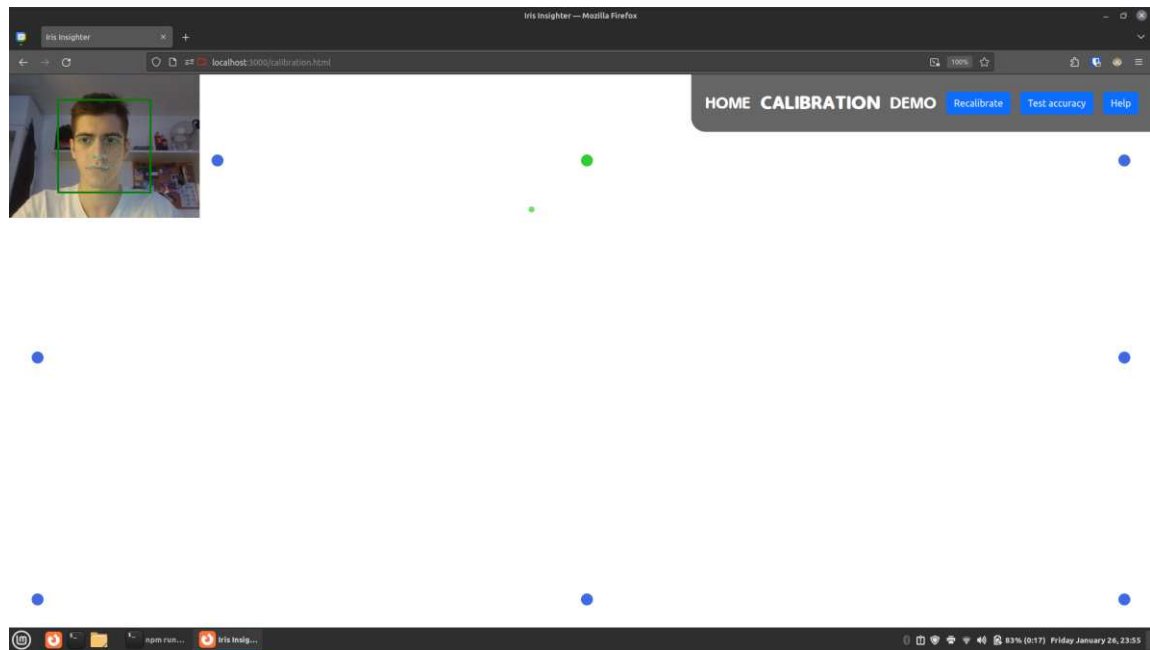 Iris Insighter — Mozilla Firefox
Iris Insighter
localhost:3000/calibration.html
100%
HOME CALIBRATION DEMO Recalibrate Test accuracy Help
npm run...
Iris Insig...
83% (0:17) Friday January 26, 23:55